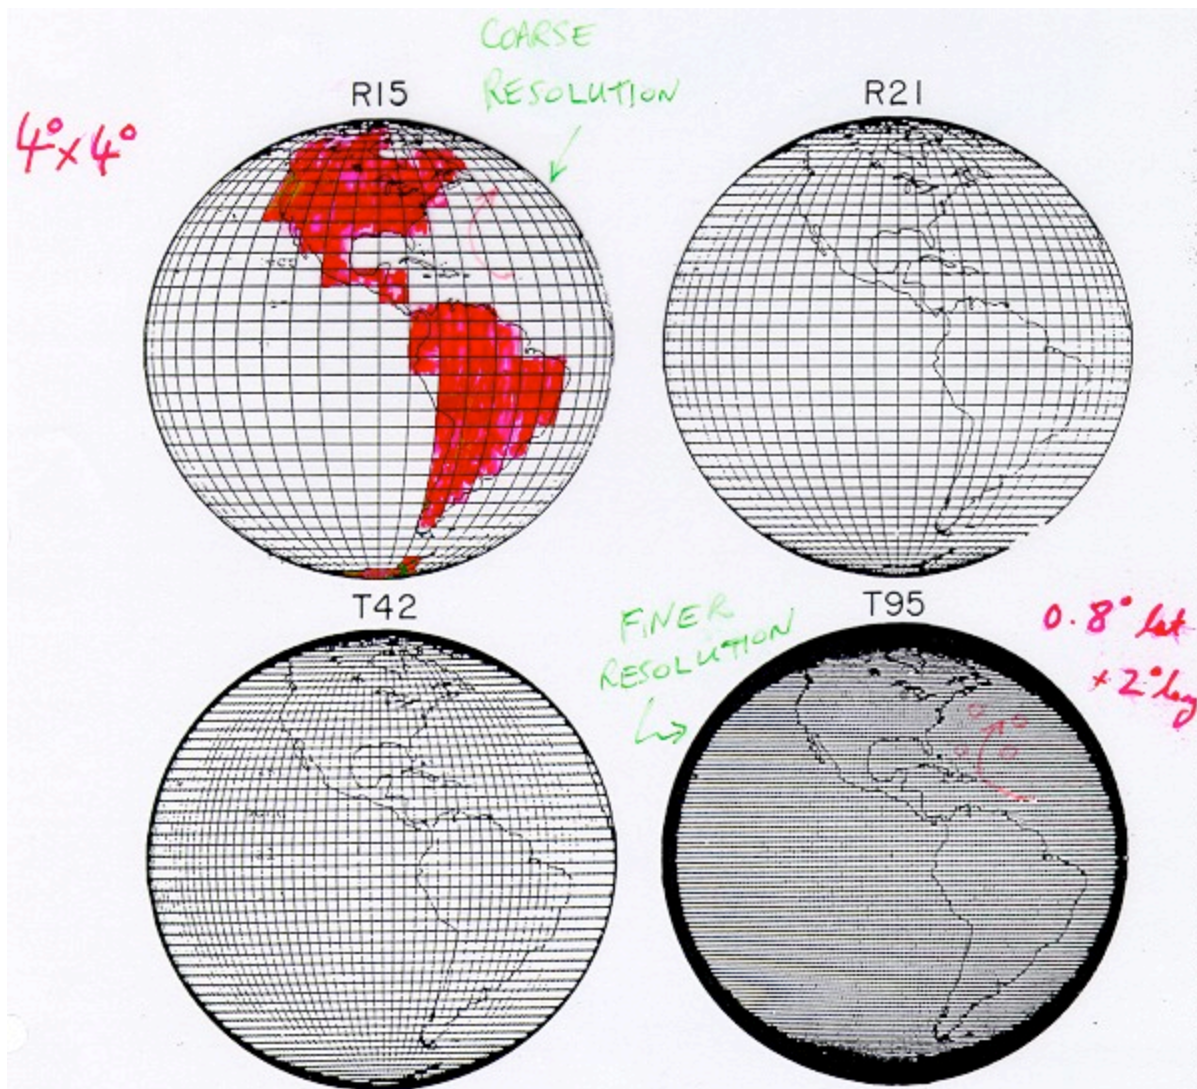 COARSE
RESOLUTION
R15
R21
4°x4°
T42
T95
FINER
RESOLUTION
0.8° lat
x 2° long